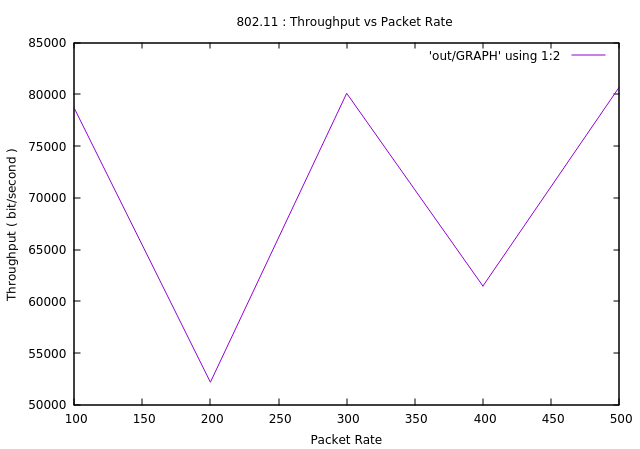 802.11 : Throughput vs Packet Rate
85000
'out/GRAPH' using 1:2
80000
75000
70000
65000
60000
55000
50000
Throughput ( bit/second )
100 150 200 250 300 350 400 450 500
Packet Rate